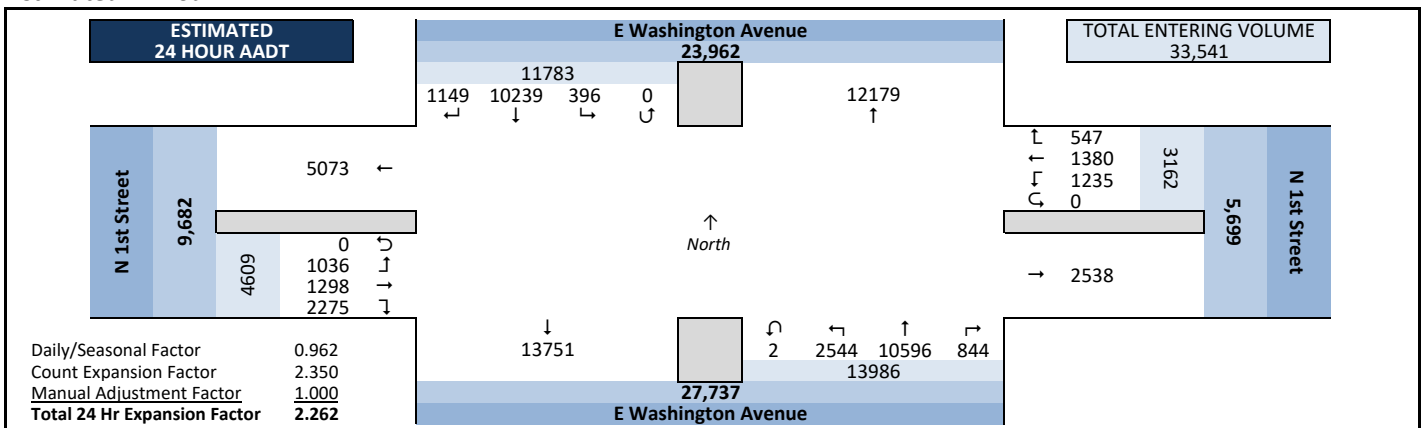 ESTIMATED
24 HOUR AADT
E Washington Avenue
23,962
TOTAL ENTERING VOLUME
33,541
11783
1149 10239 396 0
↵ ↓ ↳ ↺
12179
↑
5073 ←
↑
North
N 1st Street
9,682
4609
0 ⊃
1036 ↑
1298 →
2275 ↓
↑ 547
← 1380
↓ 1235
⊂ 0
3162
5,699
N 1st Street
→ 2538
↓
13751
∩ ↰ ↑ ↱
2 2544 10596 844
13986
27,737
E Washington Avenue
Daily/Seasonal Factor 0.962
Count Expansion Factor 2.350
Manual Adjustment Factor 1.000
Total 24 Hr Expansion Factor 2.262